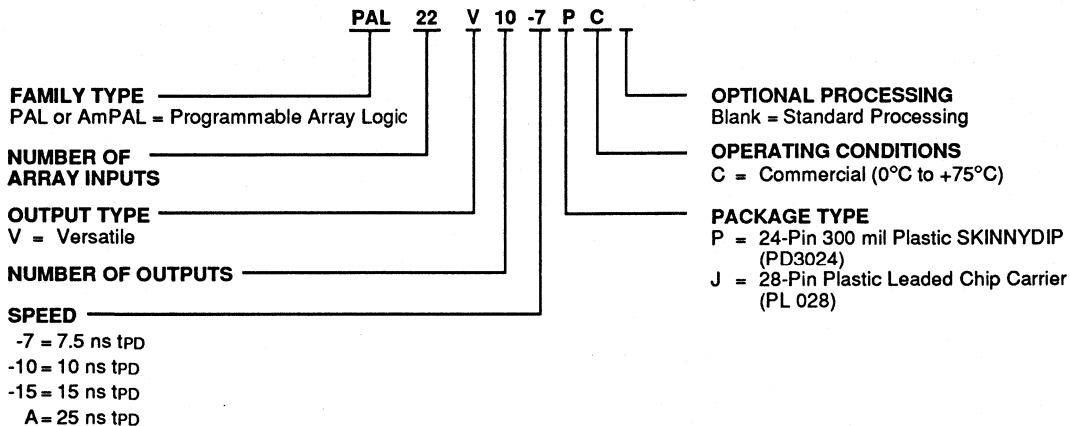 PAL 22 V 10 -7 P C
FAMILY TYPE
PAL or AmPAL = Programmable Array Logic
NUMBER OF
ARRAY INPUTS
OUTPUT TYPE
V = Versatile
NUMBER OF OUTPUTS
SPEED
-7 = 7.5 ns tPD
-10 = 10 ns tPD
-15 = 15 ns tPD
A = 25 ns tPD
OPTIONAL PROCESSING
Blank = Standard Processing
OPERATING CONDITIONS
C = Commercial (0°C to +75°C)
PACKAGE TYPE
P = 24-Pin 300 mil Plastic SKINNYDIP
(PD3024)
J = 28-Pin Plastic Leaded Chip Carrier
(PL 028)